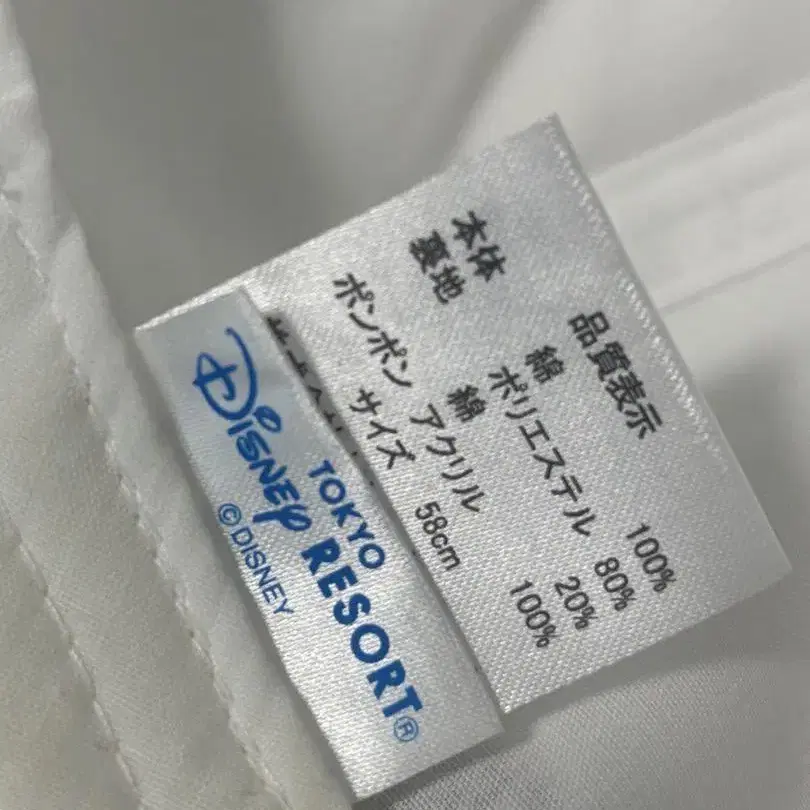 品質表示
本体 綿 100%
裏地 ポリエステル 80%
綿 20%
ポンポン アクリル 100%
サイズ 58cm
TOKYO
Disney RESORT®
©DISNEY